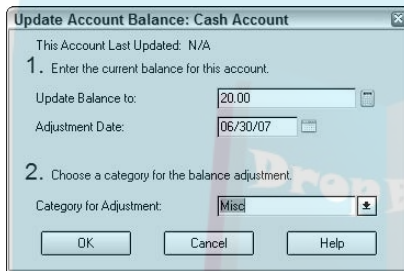 Update Account Balance: Cash Account
This Account Last Updated: N/A
1. Enter the current balance for this account.
Update Balance to: 20.00
Adjustment Date: 06/30/07
2. Choose a category for the balance adjustment.
Category for Adjustment: Misc
OK Cancel Help